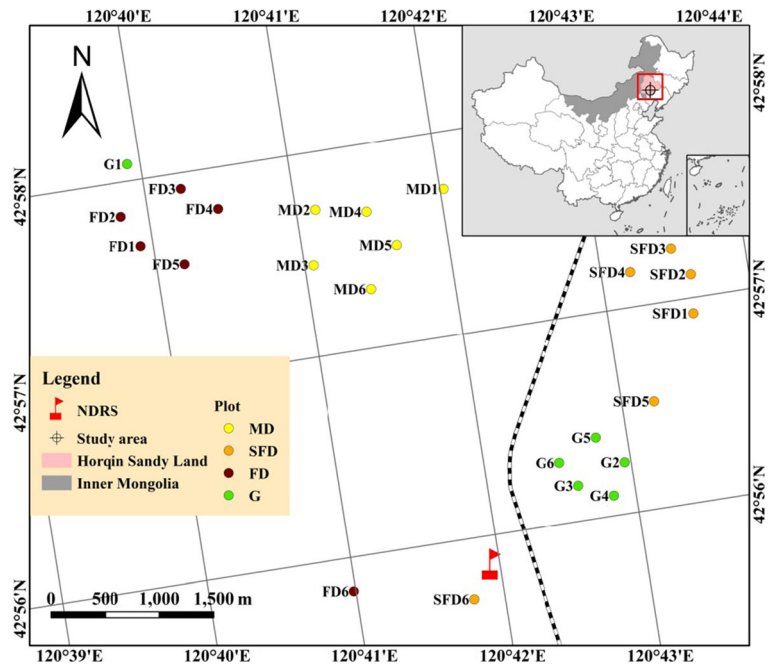 120°40'E 120°41'E 120°42'E 120°43'E 120°44'E
N
42°58'N
G1
42°58'N
FD3
MD1
FD2
FD4
MD2
MD4
FD1
MD5
SFD3
FD5
MD3
SFD4
SFD2
MD6
42°57'N
SFD1
Legend
NDRS
Study area
Horqin Sandy Land
Inner Mongolia
Plot
MD
SFD
FD
G
42°57'N
SFD5
G5
G6
G2
G3
G4
42°56'N
0 500 1,000 1,500 m
FD6
SFD6
42°56'N
120°39'E 120°40'E 120°41'E 120°42'E 120°43'E